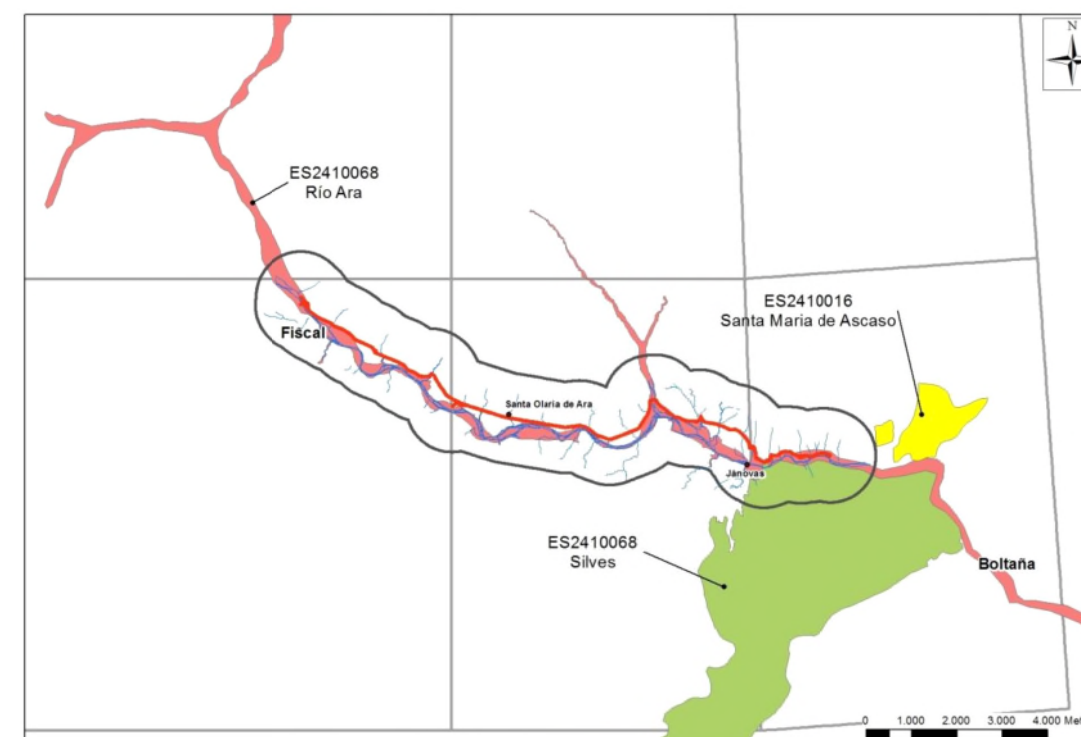 N
ES2410068
Río Ara
ES2410016
Santa Maria de Ascaso
Fiscal
Santa Olaria de Ara
Jánovas
ES2410068
Silves
Boltaña
0 1.000 2.000 3.000 4.000 Met